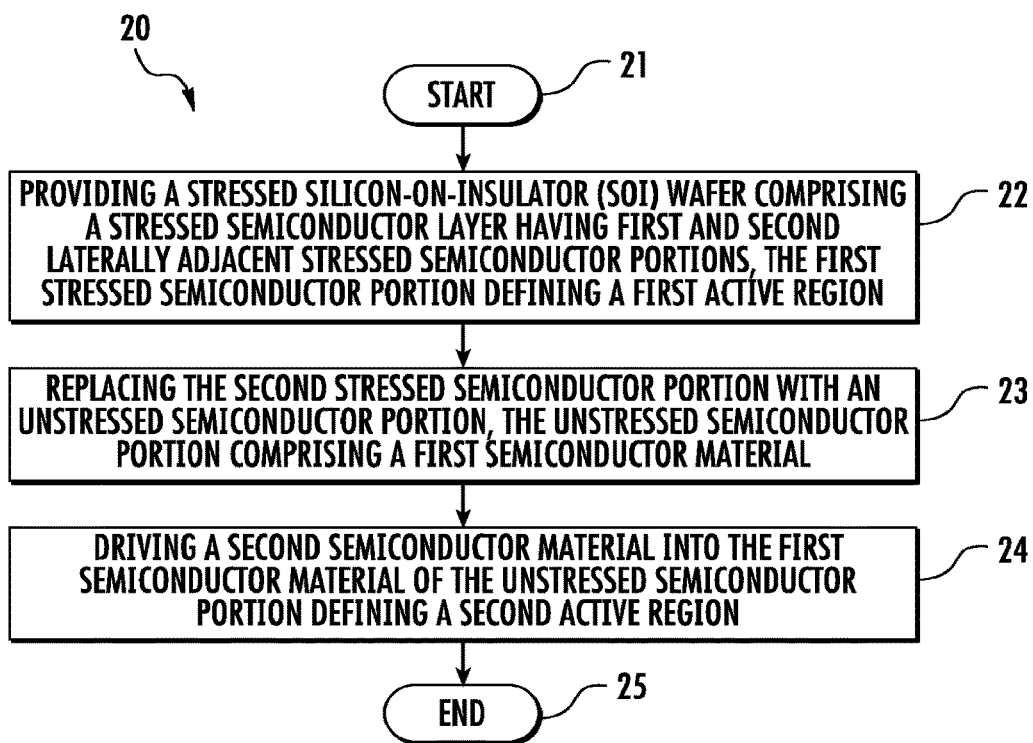 20
21
START
PROVIDING A STRESSED SILICON-ON-INSULATOR (SOI) WAFER COMPRISING
A STRESSED SEMICONDUCTOR LAYER HAVING FIRST AND SECOND
LATERALLY ADJACENT STRESSED SEMICONDUCTOR PORTIONS, THE FIRST
STRESSED SEMICONDUCTOR PORTION DEFINING A FIRST ACTIVE REGION
22
REPLACING THE SECOND STRESSED SEMICONDUCTOR PORTION WITH AN
UNSTRESSED SEMICONDUCTOR PORTION, THE UNSTRESSED SEMICONDUCTOR
PORTION COMPRISING A FIRST SEMICONDUCTOR MATERIAL
23
DRIVING A SECOND SEMICONDUCTOR MATERIAL INTO THE FIRST
SEMICONDUCTOR MATERIAL OF THE UNSTRESSED SEMICONDUCTOR
PORTION DEFINING A SECOND ACTIVE REGION
24
END
25